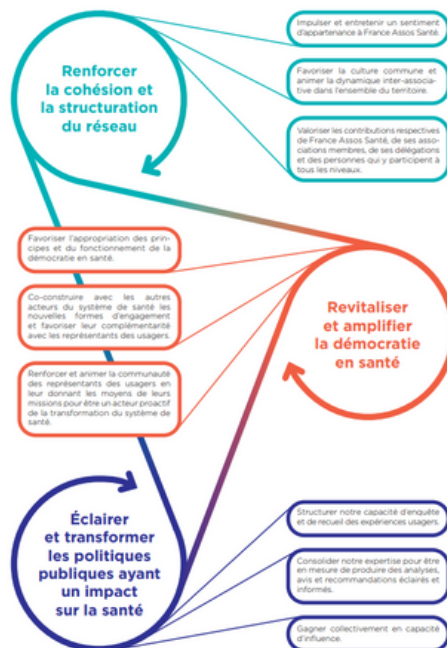 Renforcer
la cohésion et
la structuration
du réseau
Impulser et entretenir un sentiment
d'appartenance à France Assos Santé.
Favoriser la culture commune et
animer la dynamique inter-associa-
tive dans l'ensemble du territoire.
Valoriser les contributions respectives
de France Assos Santé, de ses asso-
ciations membres, de ses délégations
et des personnes qui y participent à
tous les niveaux.
Favoriser l'appropriation des prin-
cipes et du fonctionnement de la
démocratie en santé.
Co-construire avec les autres
acteurs du système de santé les
nouvelles formes d'engagement
et favoriser leur complémentarité
avec les représentants des usagers.
Renforcer et animer la communauté
des représentants des usagers en
leur donnant les moyens de leurs
missions pour être un acteur proactif
de la transformation du système de
santé.
Revitaliser
et amplifier
la démocratie
en santé
Éclairer
et transformer
les politiques
publiques ayant
un impact
sur la santé
Structurer notre capacité d'enquête
et de recueil des expériences usagers.
Consolider notre expertise pour être
en mesure de produire des analyses,
avis et recommandations éclairés et
informés.
Gagner collectivement en capacité
d'influence.